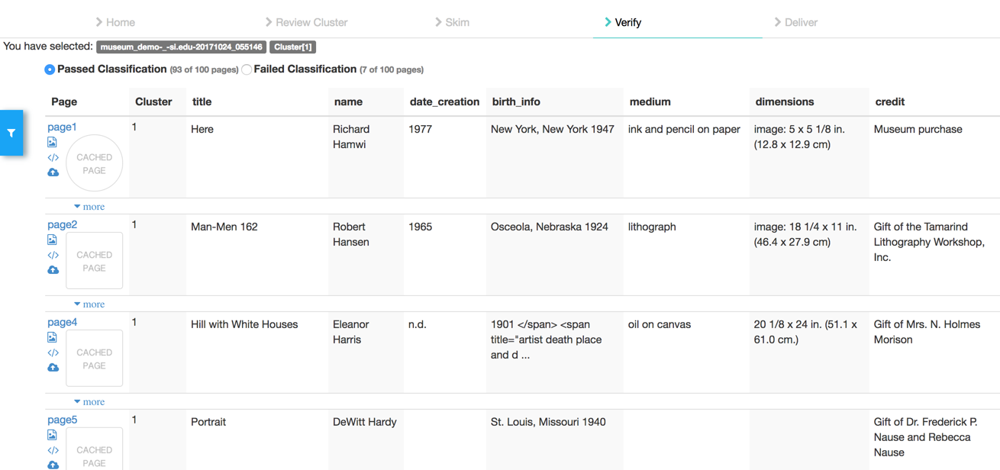 Home Review Cluster Skim Verify Deliver
You have selected: museum_demo-_-si.edu-20171024_055146 Cluster[1]
Passed Classification (93 of 100 pages) Failed Classification (7 of 100 pages)
Page Cluster title name date_creation birth_info medium dimensions credit
page1 1 Here Richard Hamwi 1977 New York, New York 1947 ink and pencil on paper image: 5 x 5 1/8 in. (12.8 x 12.9 cm) Museum purchase
</>
CACHED
PAGE
more
page2 1 Man-Men 162 Robert Hansen 1965 Osceola, Nebraska 1924 lithograph image: 18 1/4 x 11 in. (46.4 x 27.9 cm) Gift of the Tamarind Lithography Workshop, Inc.
</>
CACHED
PAGE
more
page4 1 Hill with White Houses Eleanor Harris n.d. 1901 </span> <span title="artist death place and d ... oil on canvas 20 1/8 x 24 in. (51.1 x 61.0 cm.) Gift of Mrs. N. Holmes Morison
</>
CACHED
PAGE
more
page5 1 Portrait DeWitt Hardy St. Louis, Missouri 1940 Gift of Dr. Frederick P. Nause and Rebecca Nause
</>
CACHED
PAGE